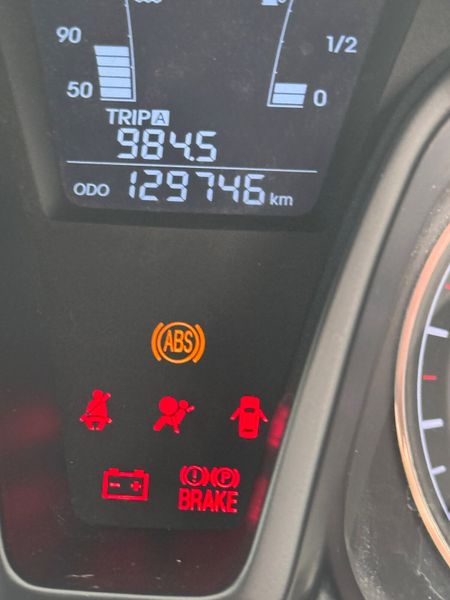 90
1/2
50
0
TRIP A
984.5
ODO 129746 km
ABS
! P
BRAKE